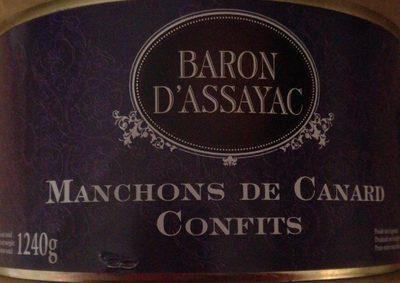 BARON
D'ASSAYAC
MANCHONS DE CANARD
CONFITS
1240g